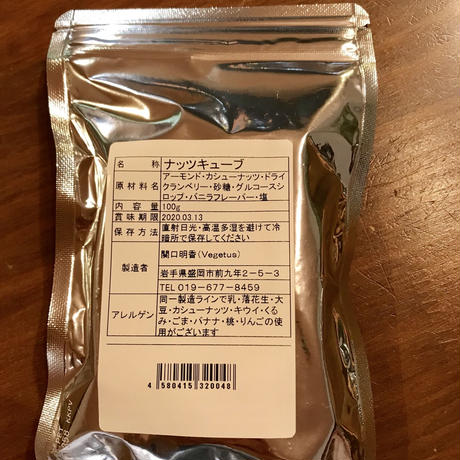 名称 ナッツキューブ
原材料名 アーモンド・カシューナッツ・ドライ
クランベリー・砂糖・グルコースシ
ロップ・バニラフレーバー・塩
内容量 100g
賞味期限 2020.03.13
保存方法 直射日光・高温多湿を避けて冷
暗所で保存してください
製造者 関口明香(Vegetus)
岩手県盛岡市前九年2-5-3
TEL 019-677-8459
アレルゲン 同一製造ラインで乳・落花生・大
豆・カシューナッツ・キウイ・くる
み・ごま・バナナ・桃・りんごの使
用がございます
4 580415 320048